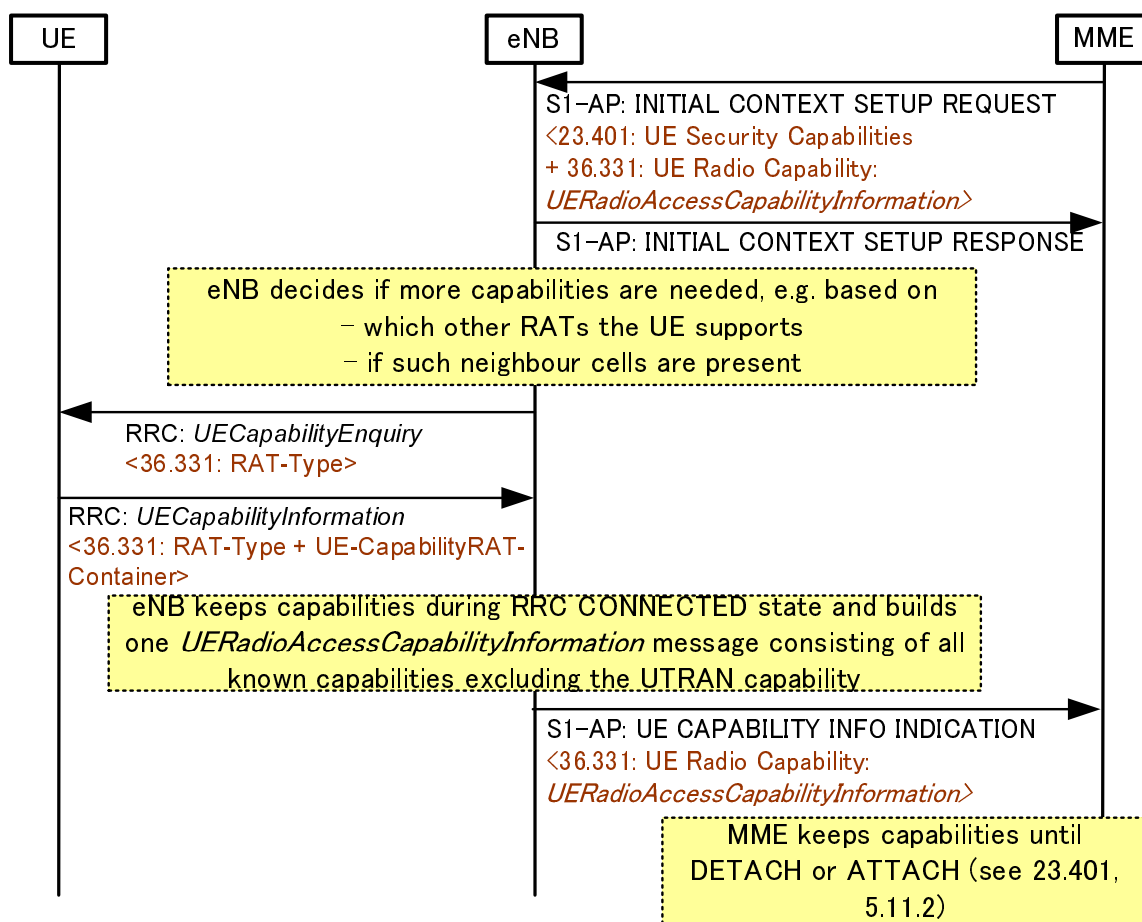 UE
eNB
MME
S1-AP: INITIAL CONTEXT SETUP REQUEST
<23.401: UE Security Capabilities
+ 36.331: UE Radio Capability:
UERadioAccessCapabilityInformation>
S1-AP: INITIAL CONTEXT SETUP RESPONSE
eNB decides if more capabilities are needed, e.g. based on
- which other RATs the UE supports
- if such neighbour cells are present
RRC: UECapabilityEnquiry
<36.331: RAT-Type>
RRC: UECapabilityInformation
<36.331: RAT-Type + UE-CapabilityRAT-
Container>
eNB keeps capabilities during RRC CONNECTED state and builds
one UERadioAccessCapabilityInformation message consisting of all
known capabilities excluding the UTRAN capability
S1-AP: UE CAPABILITY INFO INDICATION
<36.331: UE Radio Capability:
UERadioAccessCapabilityInformation>
MME keeps capabilities until
DETACH or ATTACH (see 23.401,
5.11.2)